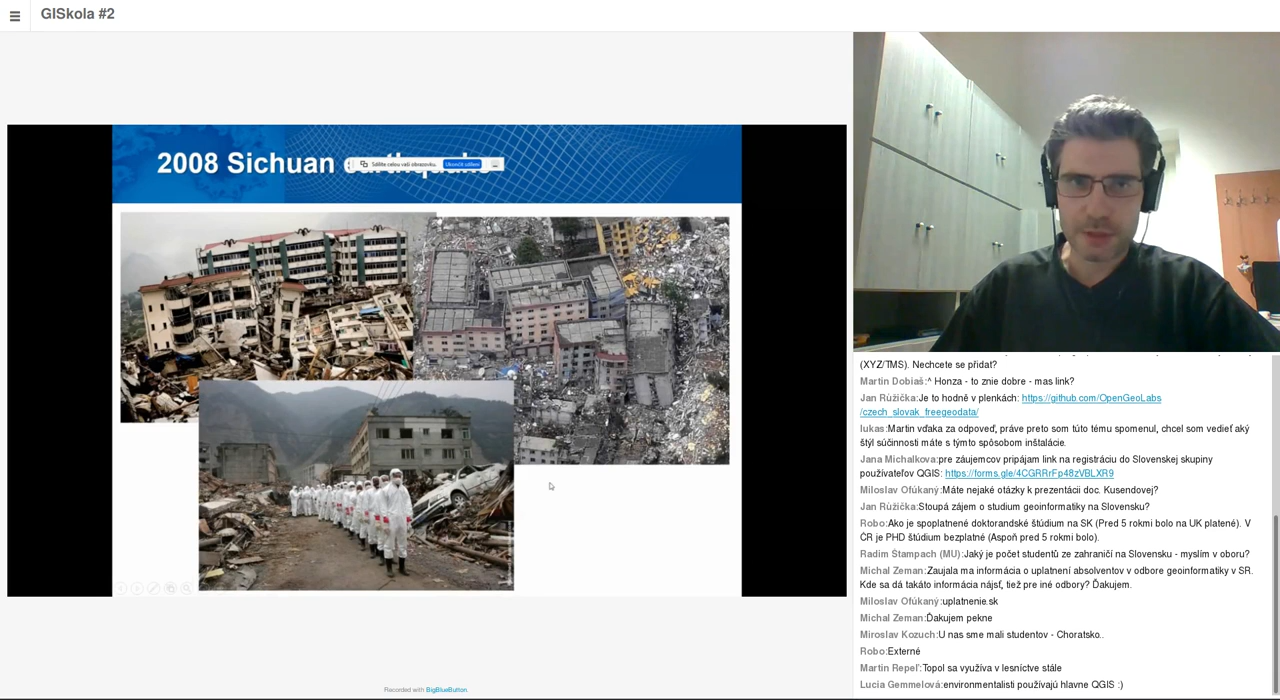 GISkola #2
2008 Sichuan earthquake
Sdílíte celou vaši obrazovku.
Ukončit sdílení
(XYZ/TMS). Nechcete se přidat?
Martin Dobiaš:^ Honza - to znie dobre - mas link?
Jan Růžička:Je to hodně v plenkách: https://github.com/OpenGeoLabs
/czech_slovak_freegeodata/
lukas:Martin vďaka za odpoveď, práve preto som túto tému spomenul, chcel som vedieť aký
štýl súčinnosti máte s týmto spôsobom inštalácie.
Jana Michalkova:pre záujemcov pripájam link na registráciu do Slovenskej skupiny
používateľov QGIS: https://forms.gle/4CGRRrFp48zVBLXR9
Miloslav Ofúkaný:Máte nejaké otázky k prezentácii doc. Kusendovej?
Jan Růžička:Stoupá zájem o studium geoinformatiky na Slovensku?
Robo:Ako je spoplatnené doktorandské štúdium na SK (Pred 5 rokmi bolo na UK platené). V
ČR je PHD štúdium bezplatné (Aspoň pred 5 rokmi bolo).
Radim Štampach (MU):Jaký je počet studentů ze zahraničí na Slovensku - myslím v oboru?
Michal Zeman:Zaujala ma informácia o uplatnení absolventov v odbore geoinformatiky v SR.
Kde sa dá takáto informácia nájsť, tiež pre iné odbory? Ďakujem.
Miloslav Ofúkaný:uplatnenie.sk
Michal Zeman:Ďakujem pekne
Miroslav Kozuch:U nas sme mali studentov - Choratsko..
Robo:Externé
Martin Repeľ:Topol sa využíva v lesníctve stále
Lucia Gemmelová:environmentalisti používajú hlavne QGIS :)
Recorded with BigBlueButton.